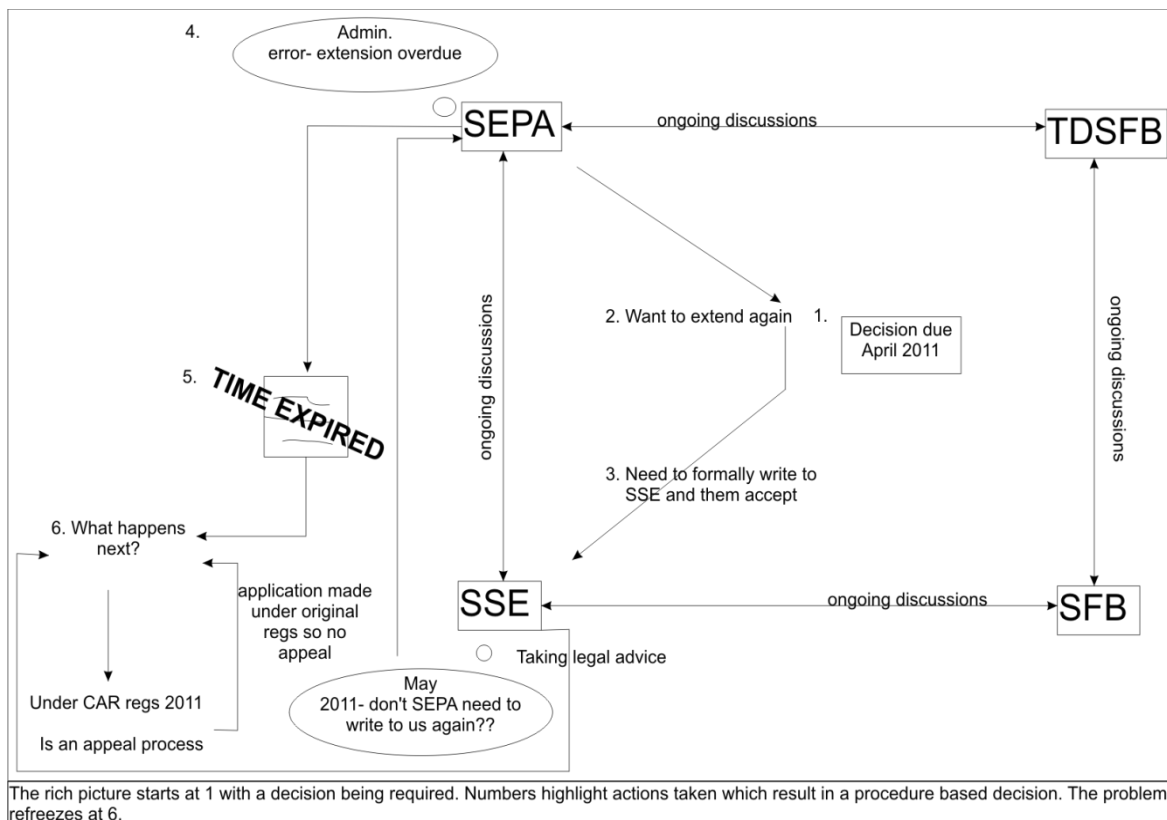 4.
Admin.
error- extension overdue
SEPA
ongoing discussions
TDSFB
ongoing discussions
ongoing discussions
2. Want to extend again
1.
Decision due
April 2011
5.
TIME EXPIRED
3. Need to formally write to
SSE and them accept
6. What happens
next?
application made
under original
regs so no
appeal
SSE
ongoing discussions
SFB
Taking legal advice
May
2011- don't SEPA need to
write to us again??
Under CAR regs 2011
Is an appeal process
The rich picture starts at 1 with a decision being required. Numbers highlight actions taken which result in a procedure based decision. The problem
refreezes at 6.